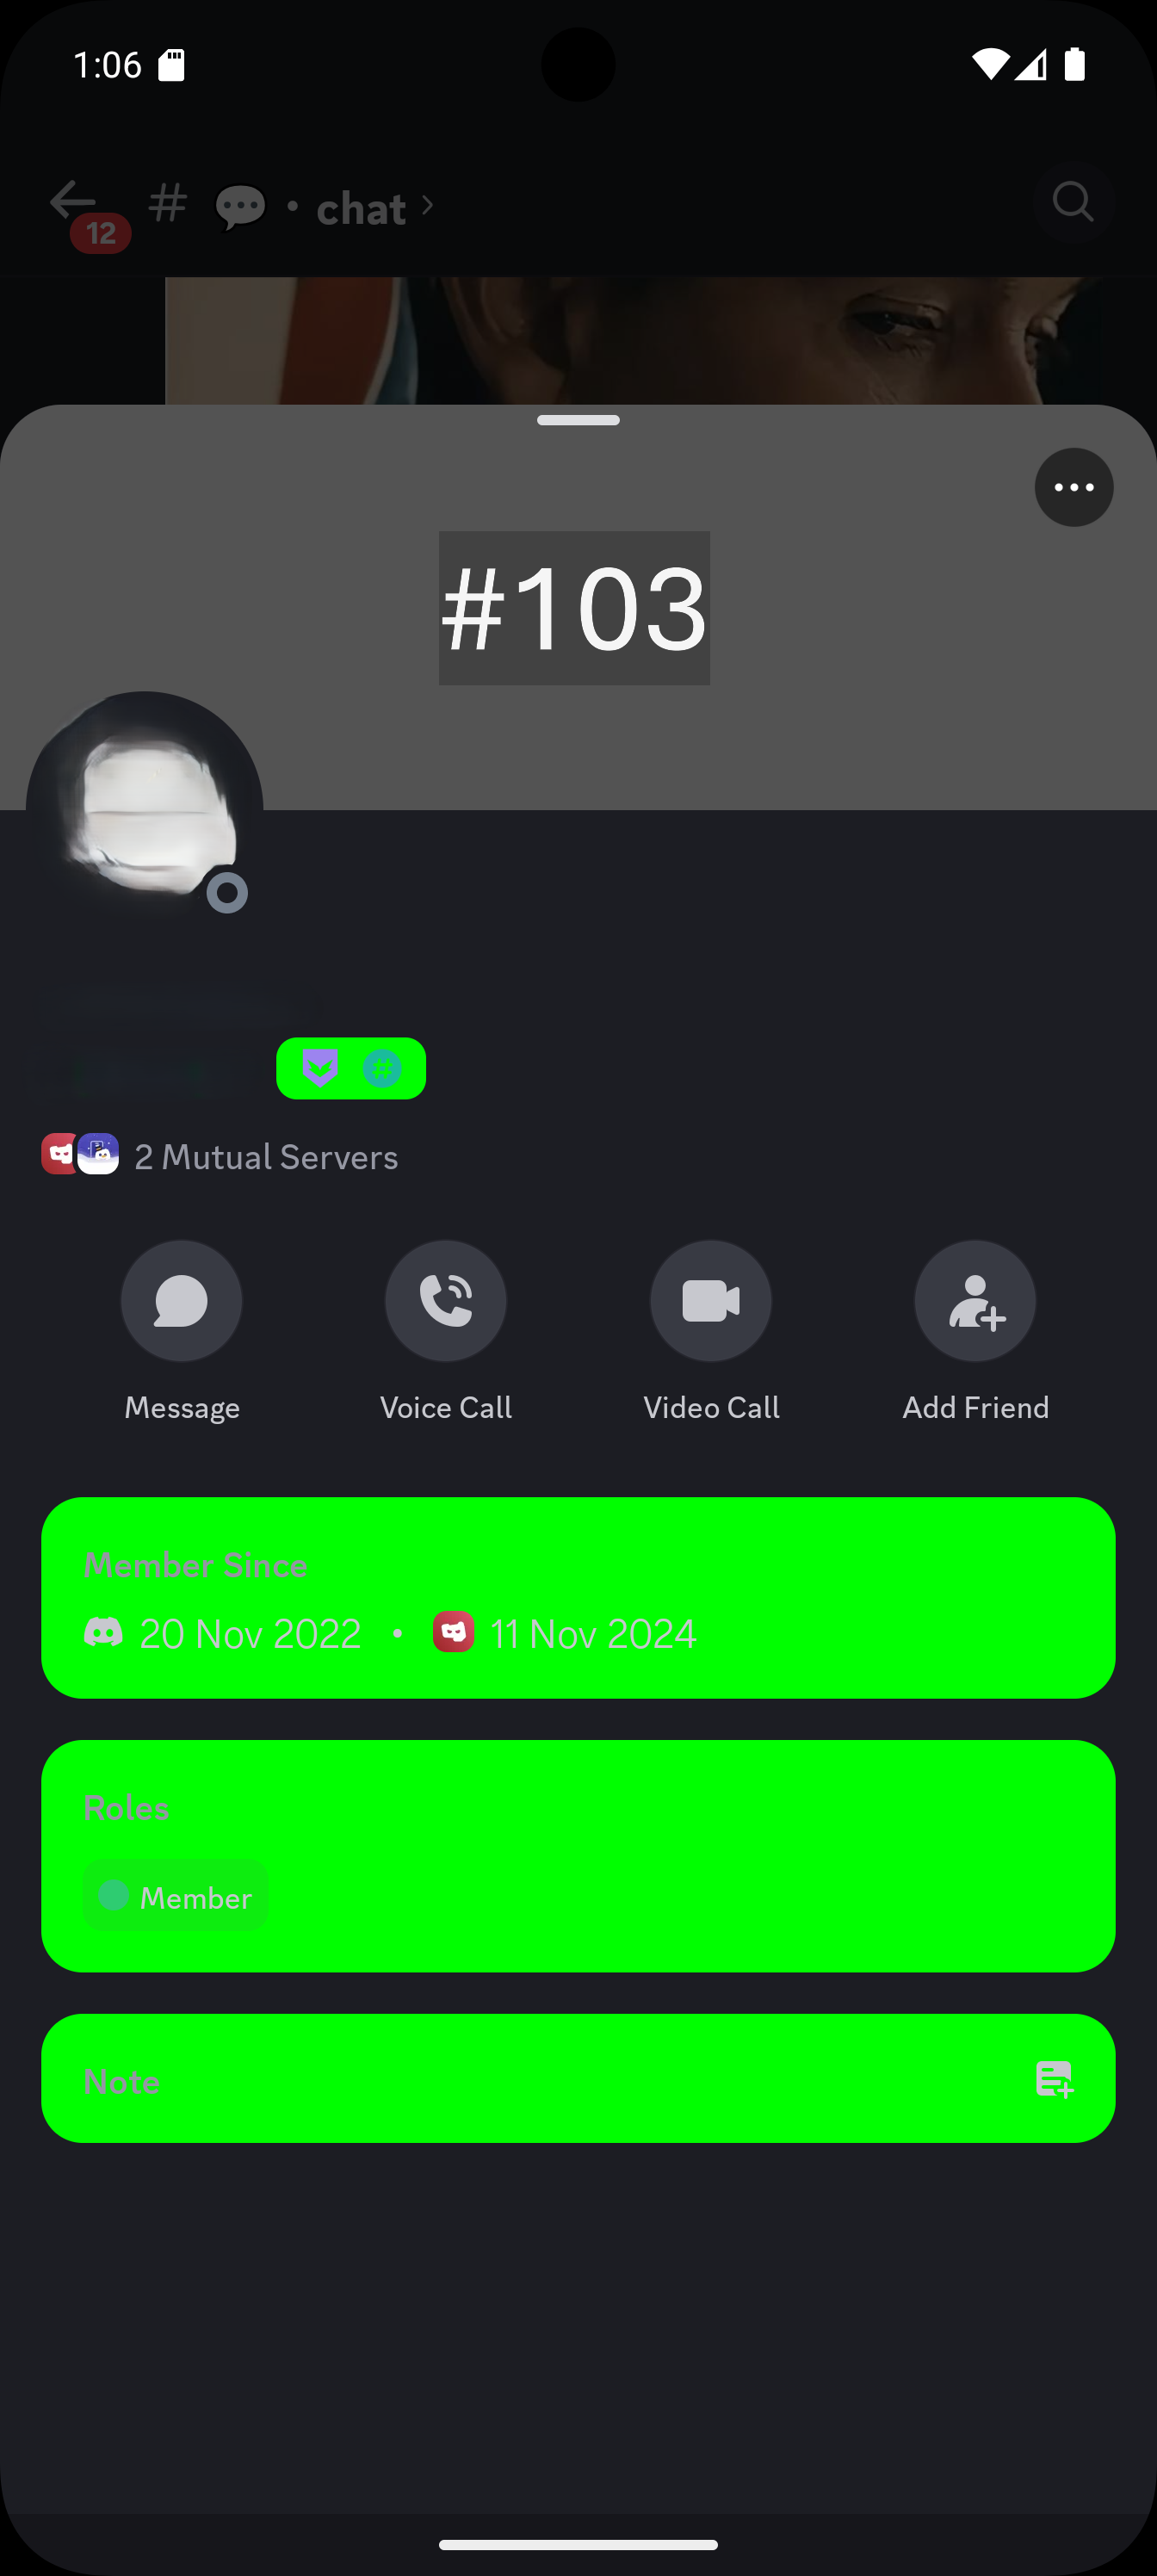 1:06
12
# 💬 • chat
#103
2 Mutual Servers
Message Voice Call Video Call Add Friend
Member Since
20 Nov 2022 • 11 Nov 2024
Roles
Member
Note